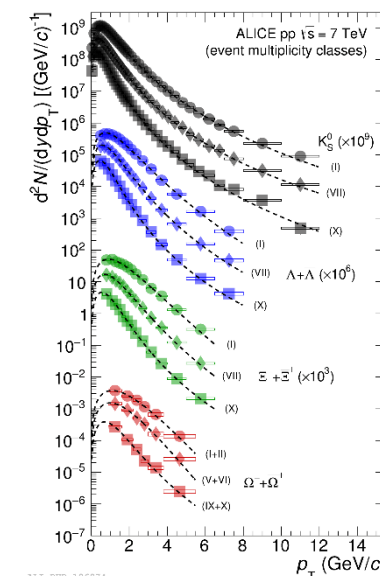 ALICE pp √s = 7 TeV
(event multiplicity classes)
d²N/(dydp_T) [(GeV/c)⁻¹]
10⁹
10⁸
10⁷
10⁶
10⁵
10⁴
10³
10²
10
1
10⁻¹
10⁻²
10⁻³
10⁻⁴
10⁻⁵
10⁻⁶
10⁻⁷
K⁰_S (×10⁹)
(I)
(VII)
(X)
(I)
(VII)
Λ+Λ (×10⁶)
(X)
(I)
(VII)
Ξ⁻+Ξ⁺ (×10³)
(X)
(I+II)
(V+VI)
Ω⁻+Ω⁺
(IX+X)
0 2 4 6 8 10 12 14
p_T (GeV/c